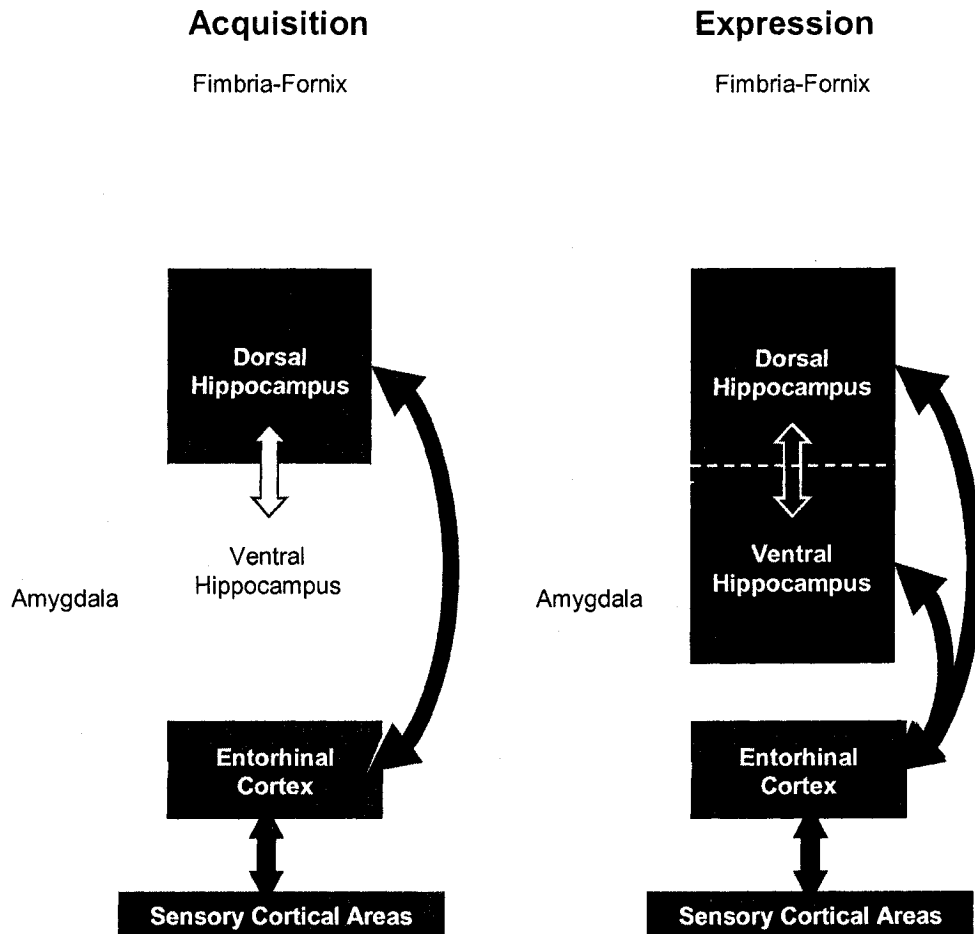 Acquisition
Fimbria-Fornix
Dorsal
Hippocampus
Ventral
Hippocampus
Amygdala
Entorhinal
Cortex
Sensory Cortical Areas
Expression
Fimbria-Fornix
Dorsal
Hippocampus
Ventral
Hippocampus
Amygdala
Entorhinal
Cortex
Sensory Cortical Areas